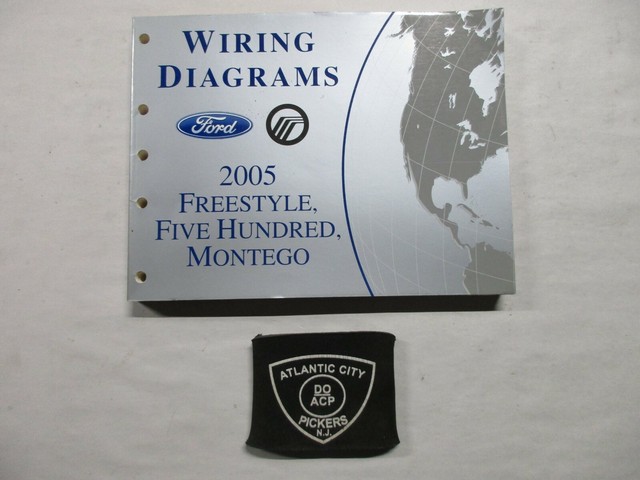 WIRING
DIAGRAMS
Ford
2005
FREESTYLE,
FIVE HUNDRED,
MONTEGO
ATLANTIC CITY
DO
ACP
PICKERS
N.J.